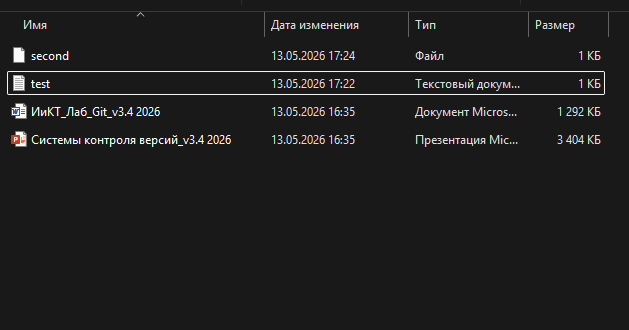 Имя Дата изменения Тип Размер
second 13.05.2026 17:24 Файл 1 КБ
test 13.05.2026 17:22 Текстовый докум... 1 КБ
ИиКТ_Лаб_Git_v3.4 2026 13.05.2026 16:35 Документ Micros... 1 292 КБ
Системы контроля версий_v3.4 2026 13.05.2026 16:35 Презентация Mic... 3 404 КБ